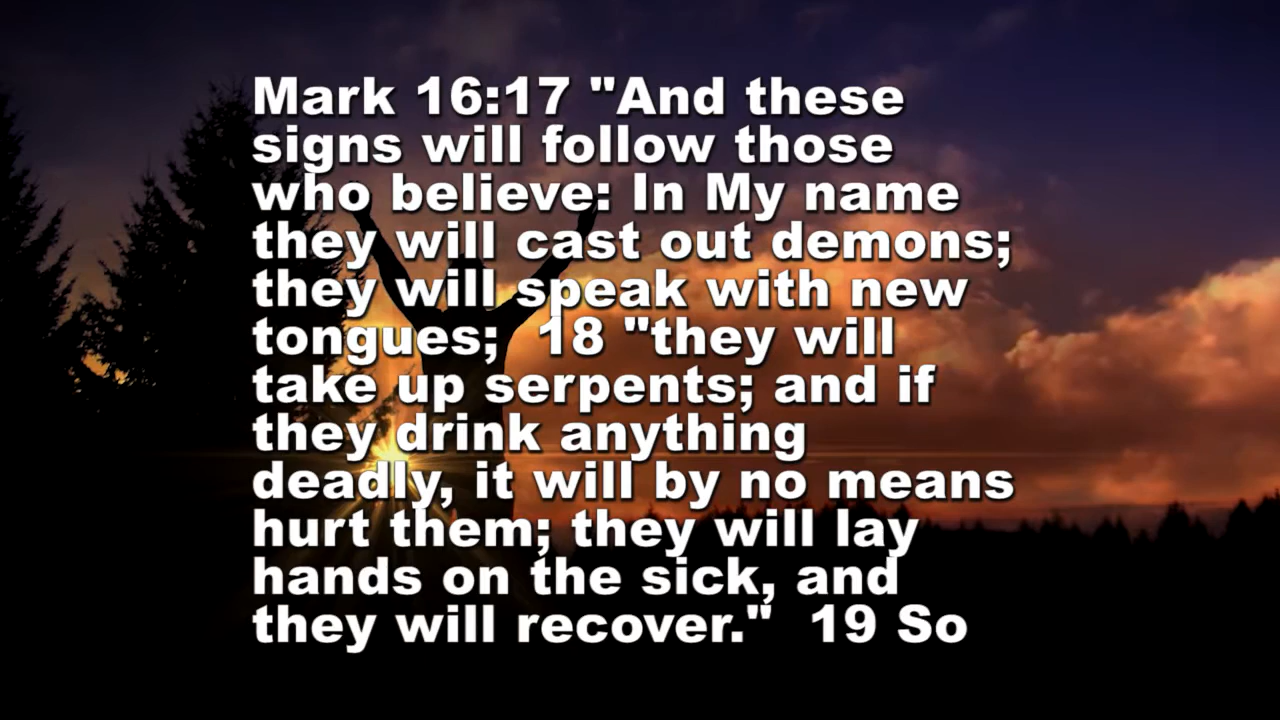 Mark 16:17 "And these
signs will follow those
who believe: In My name
they will cast out demons;
they will speak with new
tongues;  18 "they will
take up serpents; and if
they drink anything
deadly, it will by no means
hurt them; they will lay
hands on the sick, and
they will recover."  19 So